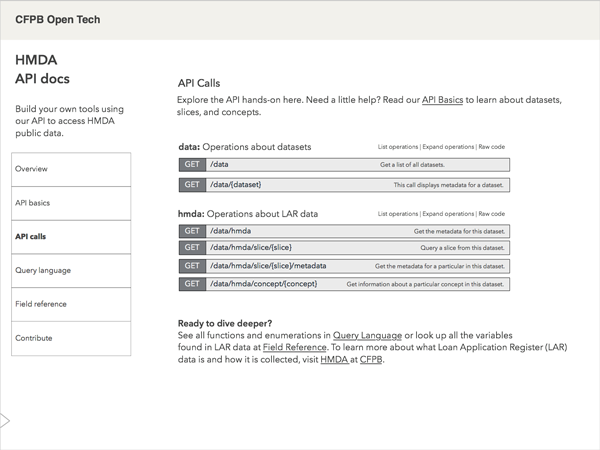 CFPB Open Tech
HMDA
API docs
Build your own tools using
our API to access HMDA
public data.
Overview
API basics
API calls
Query language
Field reference
Contribute
API Calls
Explore the API hands-on here. Need a little help? Read our API Basics to learn about datasets,
slices, and concepts.
data: Operations about datasets List operations | Expand operations | Raw code
GET /data Get a list of all datasets.
GET /data/{dataset} This call displays metadata for a dataset.
hmda: Operations about LAR data List operations | Expand operations | Raw code
GET /data/hmda Get the metadata for this dataset.
GET /data/hmda/slice/{slice} Query a slice from this dataset.
GET /data/hmda/slice/{slice}/metadata Get the metadata for a particular in this dataset.
GET /data/hmda/concept/{concept} Get information about a particular concept in this dataset.
Ready to dive deeper?
See all functions and enumerations in Query Language or look up all the variables
found in LAR data at Field Reference. To learn more about what Loan Application Register (LAR)
data is and how it is collected, visit HMDA at CFPB.